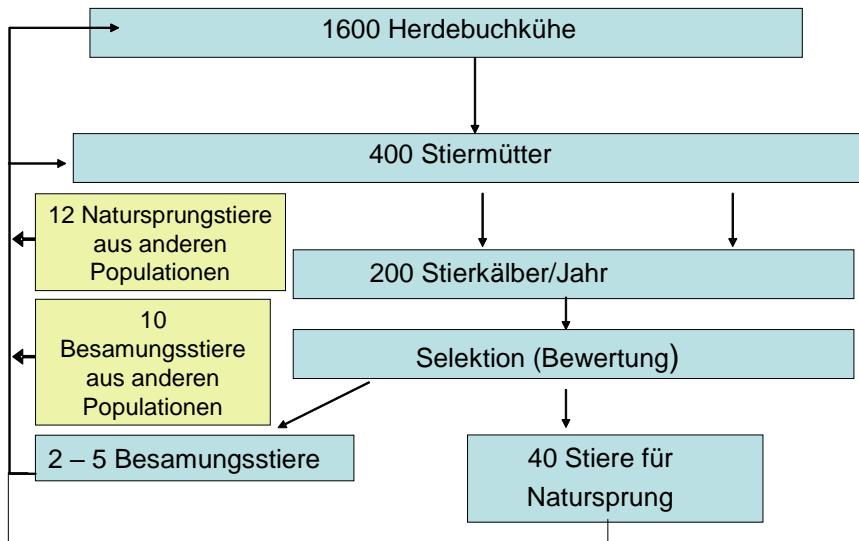 1600 Herdebuchkühe
400 Stiermütter
12 Natursprungstiere
aus anderen
Populationen
200 Stierkälber/Jahr
10
Besamungsstiere
aus anderen
Populationen
Selektion (Bewertung)
2 – 5 Besamungsstiere
40 Stiere für
Natursprung